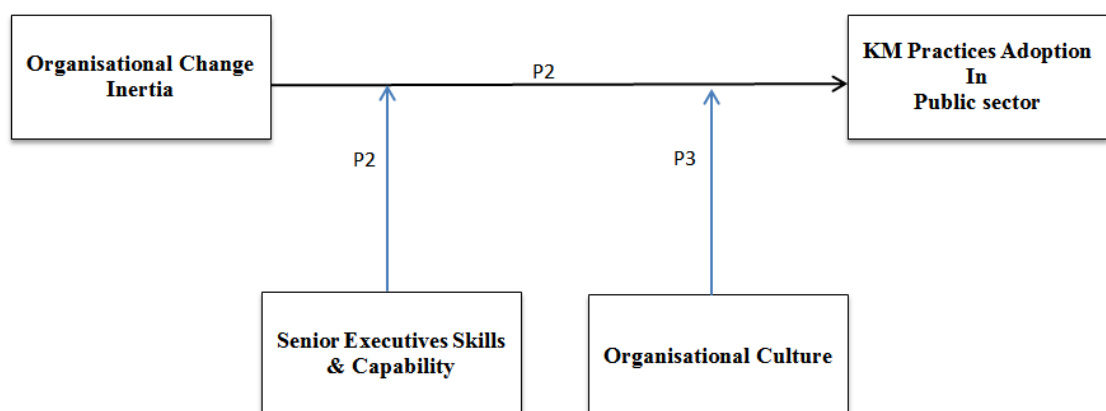 Organisational Change
Inertia
P2
KM Practices Adoption
In
Public sector
P2
P3
Senior Executives Skills
& Capability
Organisational Culture